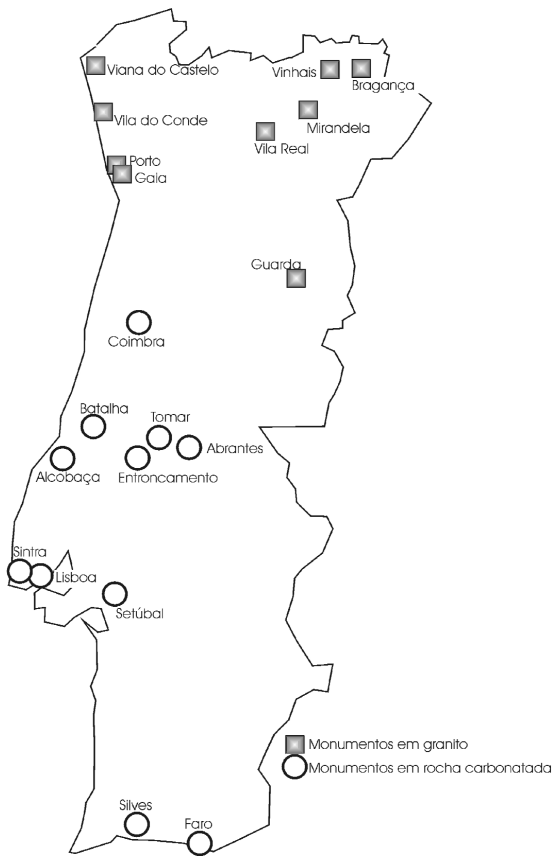 Viana do Castelo
Vinhais
Bragança
Vila do Conde
Mirandela
Vila Real
Porto
Gaia
Guarda
Coimbra
Batalha
Tomar
Abrantes
Alcobaça
Entroncamento
Sintra
Lisboa
Setúbal
Monumentos em granito
Monumentos em rocha carbonatada
Silves
Faro